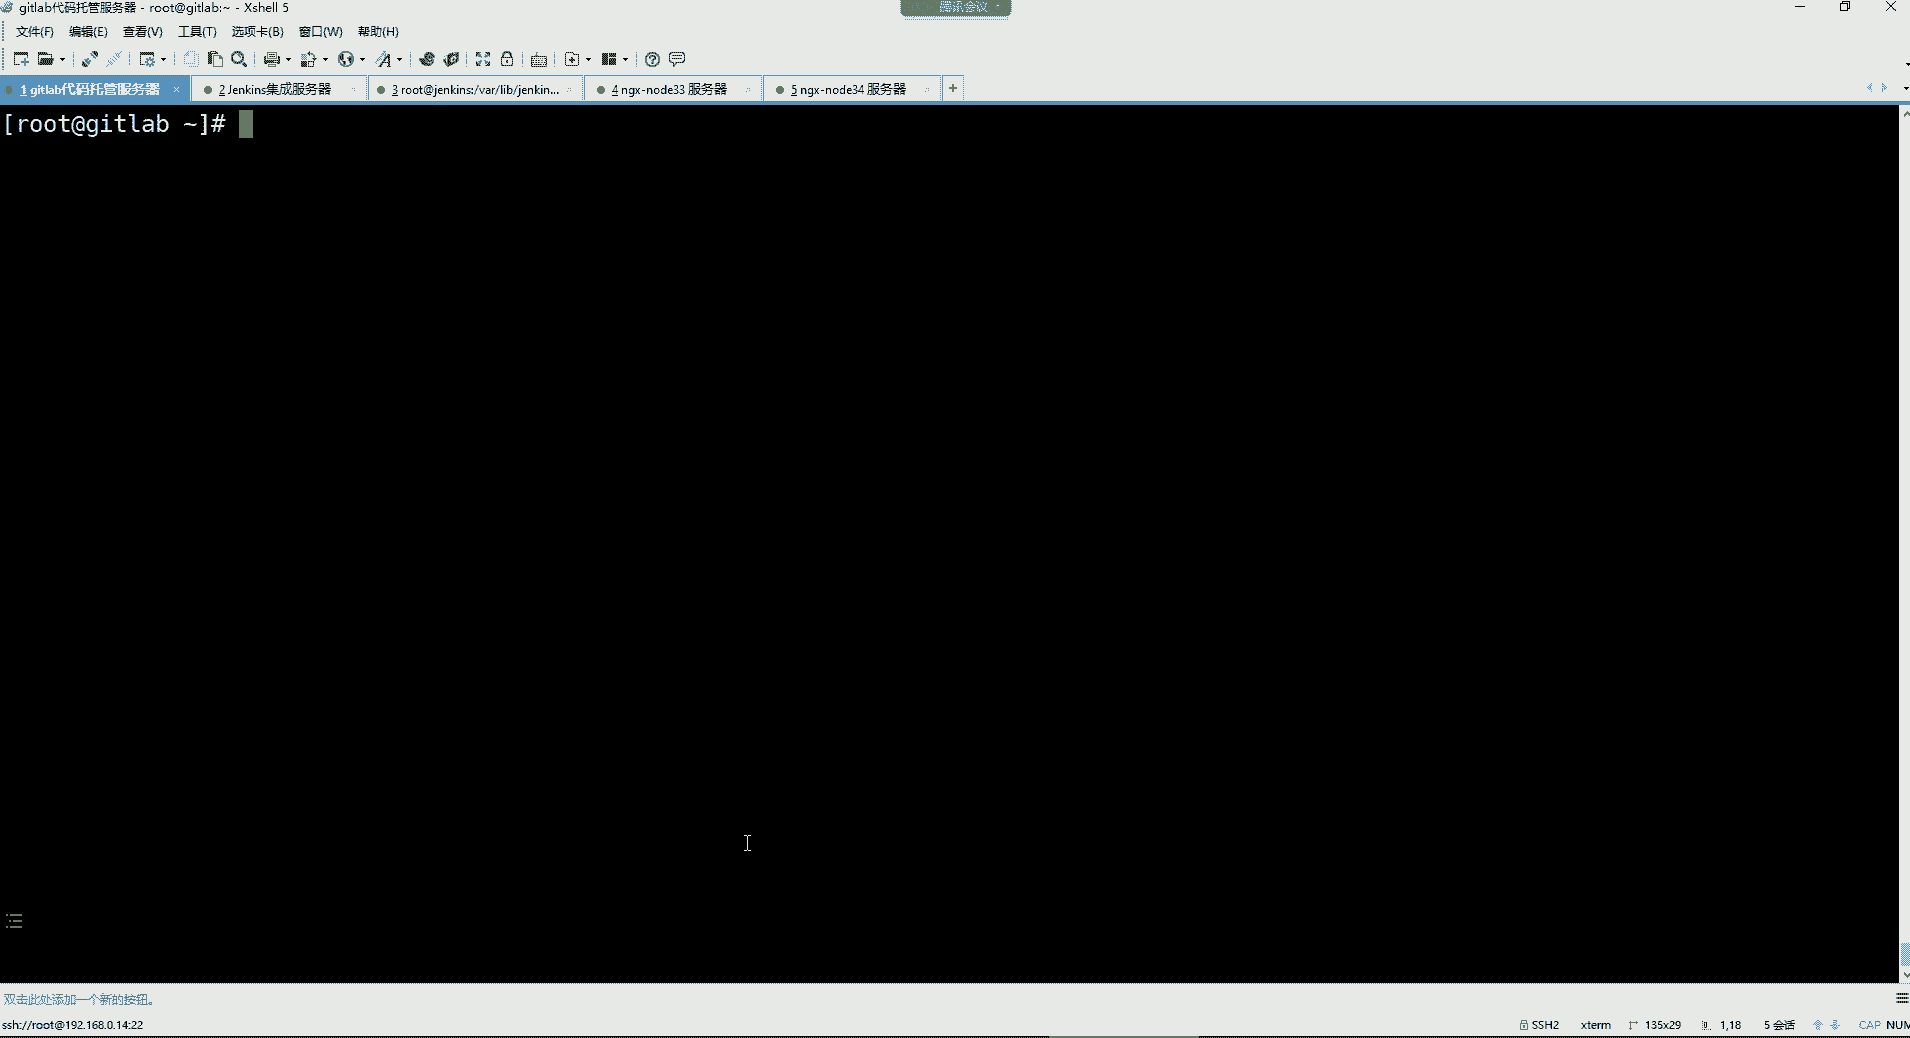 gitlab代码托管服务器 - root@gitlab:~ - Xshell 5
腾讯会议
文件(F) 编辑(E) 查看(V) 工具(T) 选项卡(B) 窗口(W) 帮助(H)
1 gitlab代码托管服务器
2 Jenkins集成服务器
3 root@jenkins:/var/lib/jenkin...
4 ngx-node33 服务器
5 ngx-node34 服务器
[root@gitlab ~]#
双击此处添加一个新的按钮。
ssh://root@192.168.0.14:22
SSH2 xterm 135x29 1,18 5 会话 CAP NUM